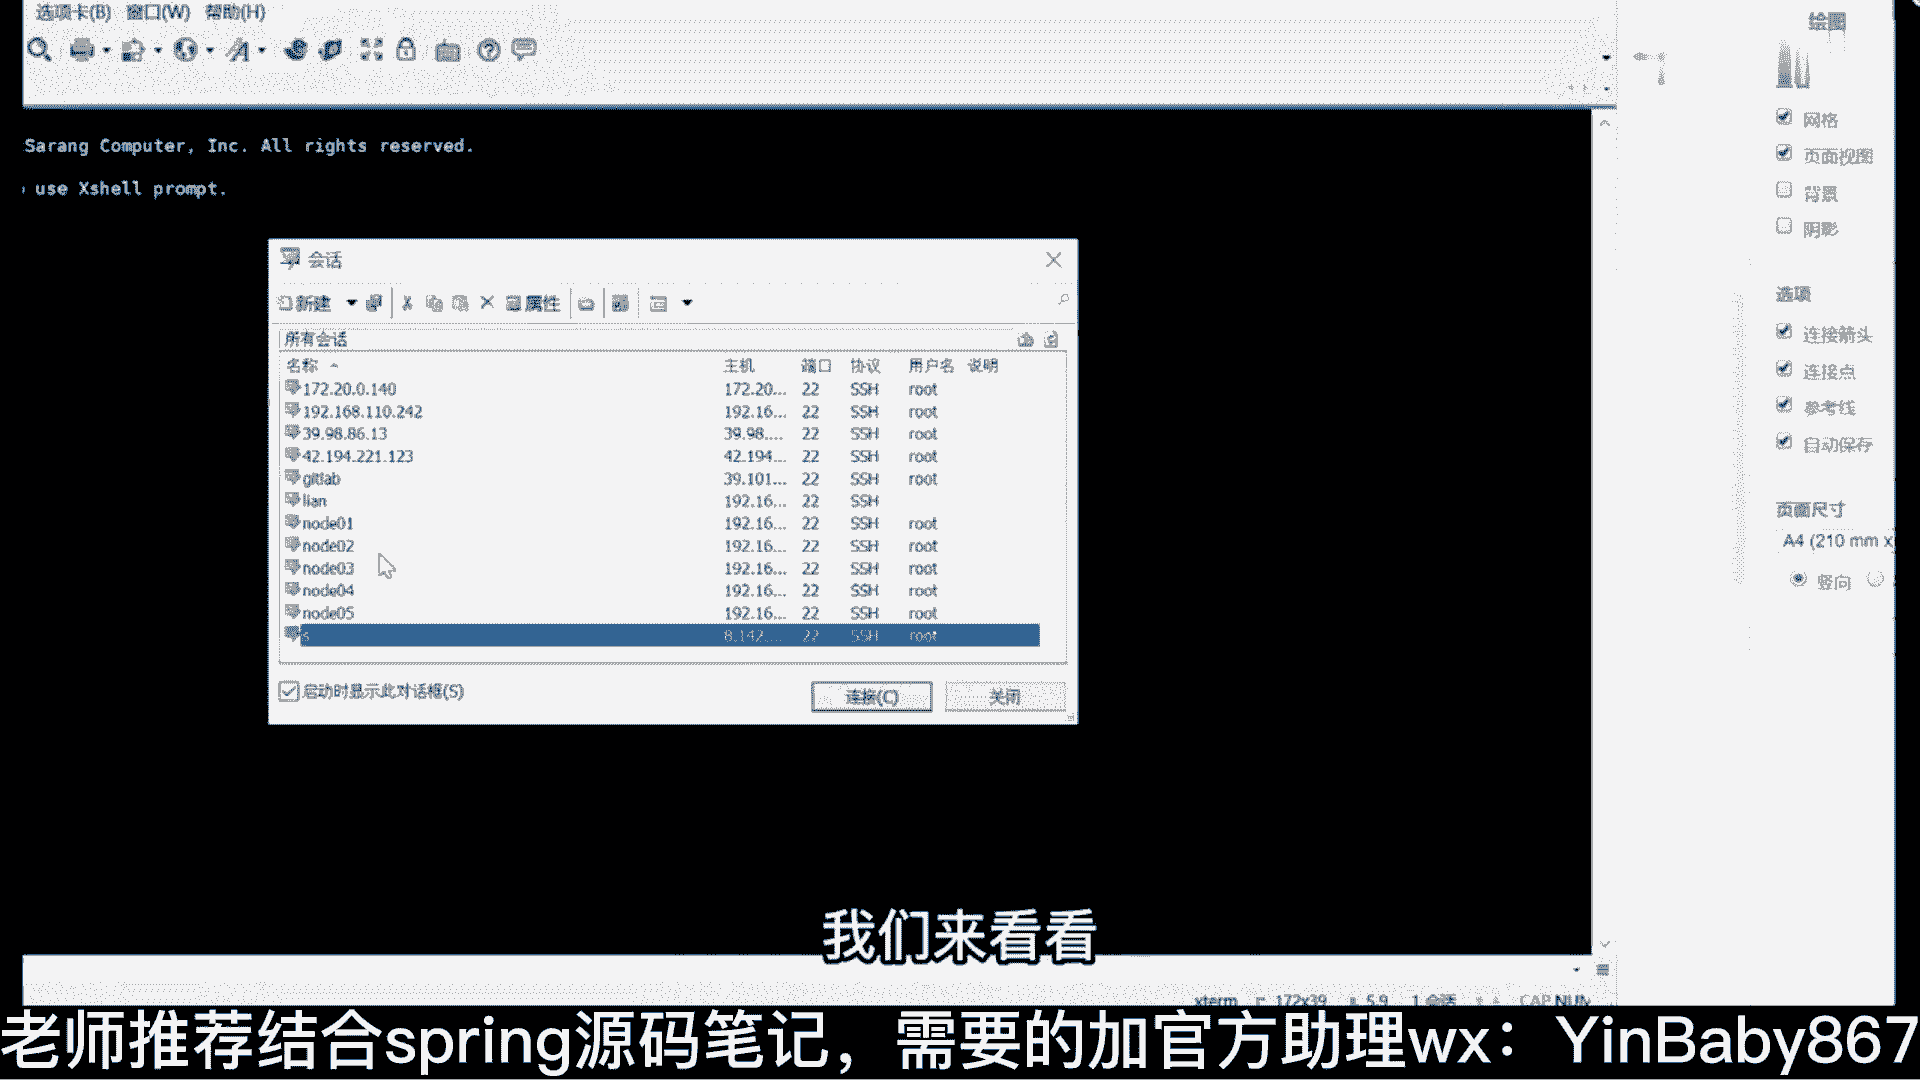 选项卡(B) 窗口(W) 帮助(H)
绘图
网格
页面视图
背景
阴影
Sarang Computer, Inc. All rights reserved.
use Xshell prompt.
会话
新建 属性
所有会话
名称 主机 端口 协议 用户名 说明
172.20.0.140 172.20... 22 SSH root
192.168.110.242 192.16... 22 SSH root
39.98.86.13 39.98.... 22 SSH root
42.194.221.123 42.194... 22 SSH root
gitlab 39.101... 22 SSH root
lian 192.16... 22 SSH
node01 192.16... 22 SSH root
node02 192.16... 22 SSH root
node03 192.16... 22 SSH root
node04 192.16... 22 SSH root
node05 192.16... 22 SSH root
s 8.142.... 22 SSH root
启动时显示此对话框(S) 连接(C) 关闭
选项
连接箭头
连接点
参考线
自动保存
页面尺寸
A4 (210 mm x
竖向
我们来看看
xterm 172x39 5,9 1 会话 CAP NUM
老师推荐结合spring源码笔记，需要的加官方助理wx：YinBaby867